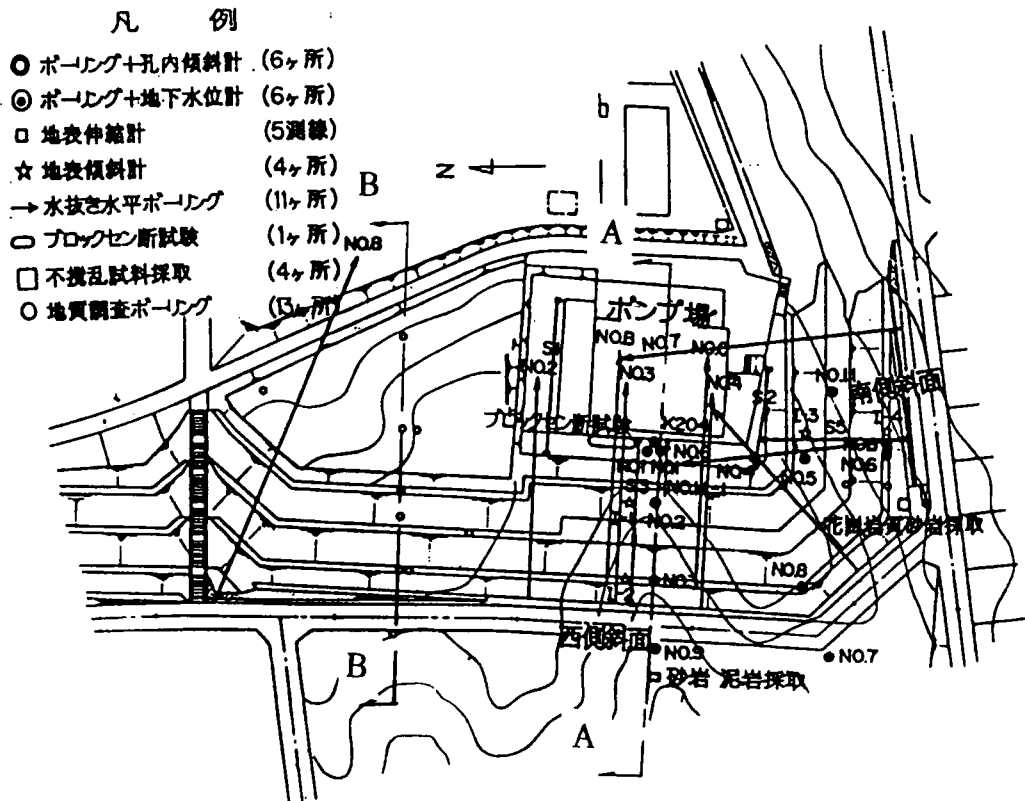 凡 例
ボーリング+孔内傾斜計 (6ヶ所)
ボーリング+地下水位計 (6ヶ所)
地表伸縮計 (5測線)
地表傾斜計 (4ヶ所)
水抜き水平ボーリング (11ヶ所)
ブロックセン断試験 (1ヶ所)
不攪乱試料採取 (4ヶ所)
地質調査ボーリング (13ヶ所)
B
NO.8
N
b
A
ポンプ場
NO.8
NO.7
S1
NO.2
NO.3
NO.4
S2
NO.11
南側斜面
ブロックセン断試験
S5
NO.5
NO.6
S3
NO.2
花崗岩質砂岩採取
NO.8
西側斜面
B
NO.9
NO.7
砂岩 泥岩採取
A